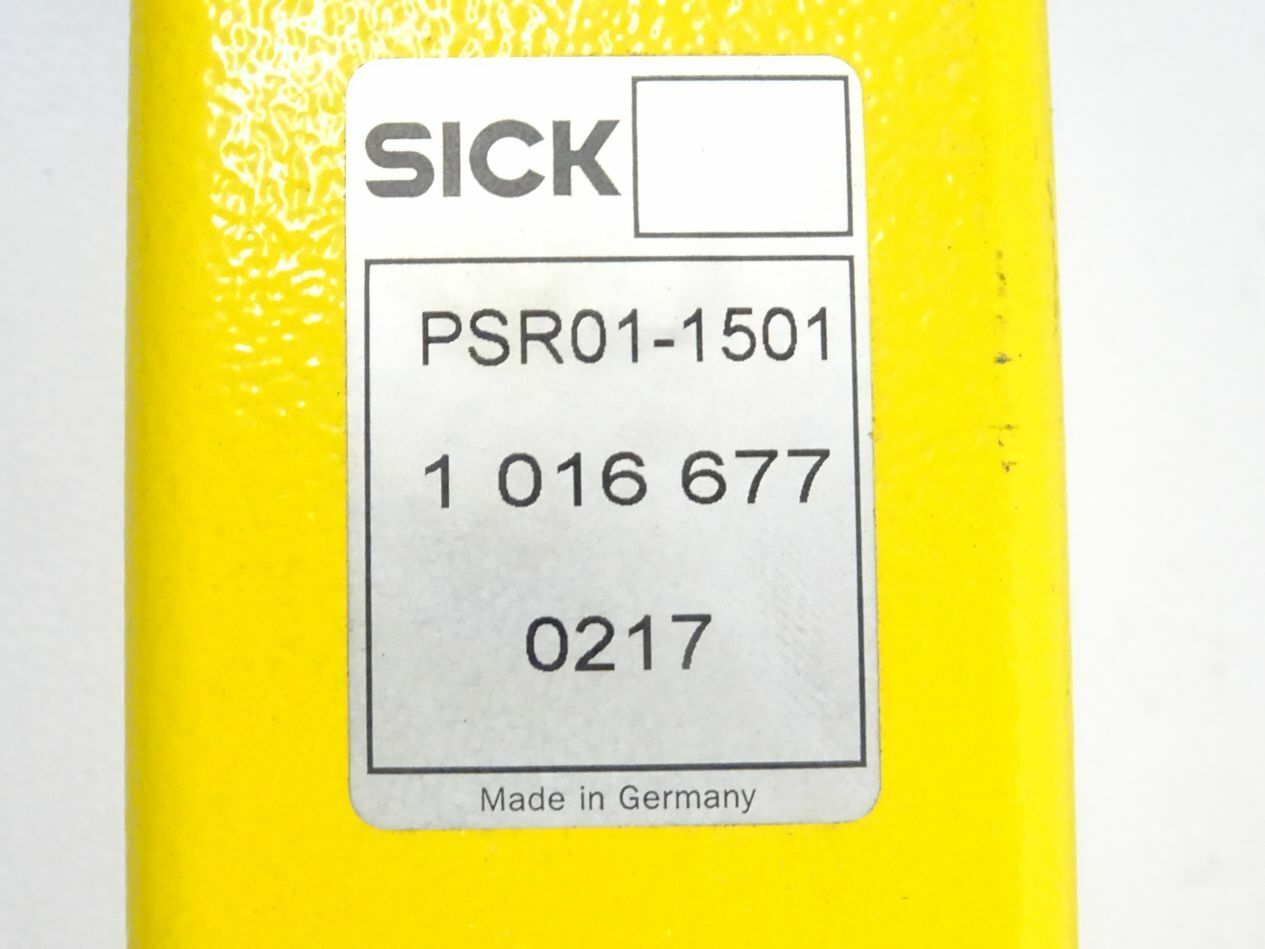 SICK
PSR01-1501
1 016 677
0217
Made in Germany